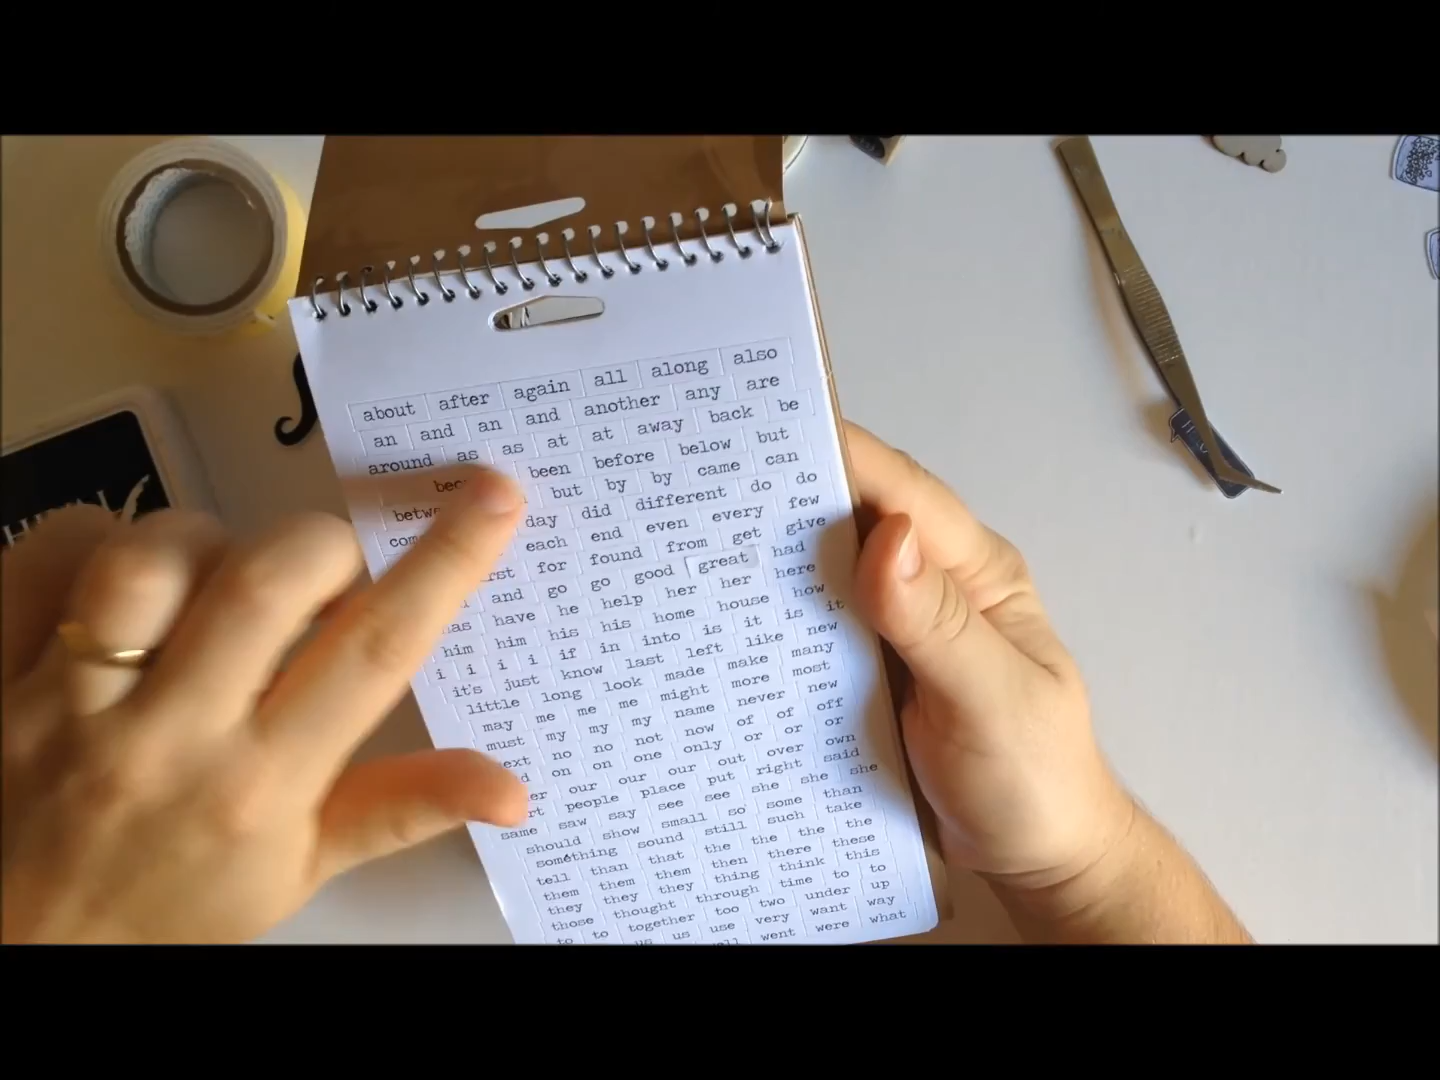 about after again all along also
an and an and another any are
around as as at at away back be
been before below but
but by by came can
day did different do do
each end even every few
for found from get give
and go go good great had
has have he help her her here
him him his his home house how
i i i i if in into is it is it
it's just know last left like new
little long look made make many
may me me me might more most
must my my my name never new
no no not now of of off
on on one only or or or
our our our out over own
people place put right said
same saw say see see she she she
should show small so some than
something sound still such take
tell than that the the the the
them them them then there these
they they they thing think this
those thought through time to to
to to together too two under up
us us use very want way
went were what